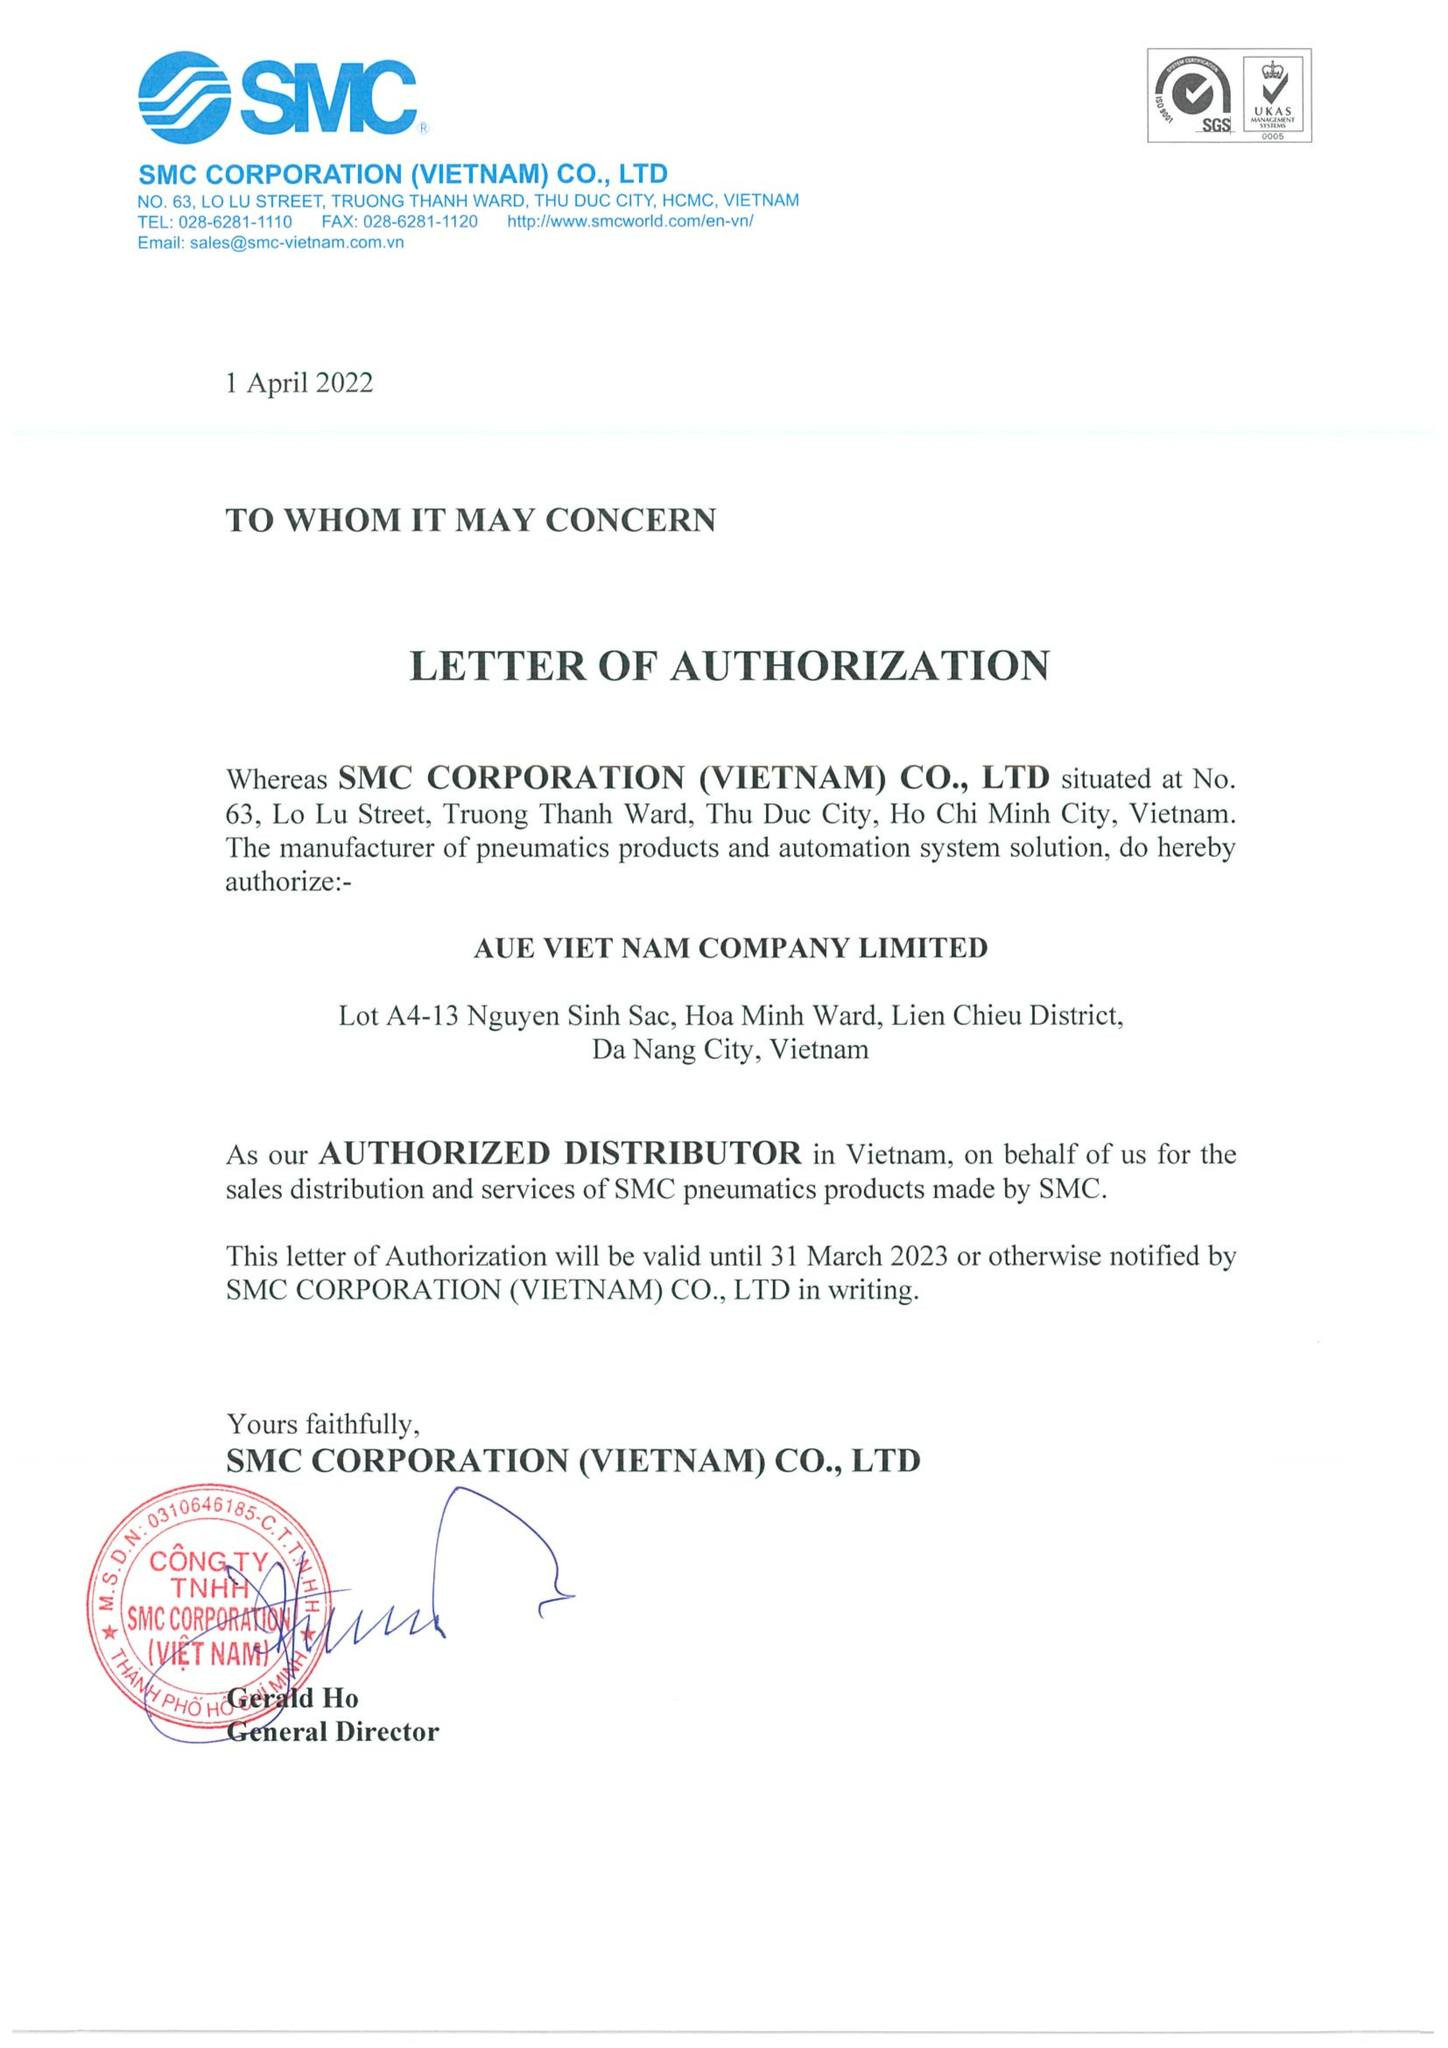 SMC
SMC CORPORATION (VIETNAM) CO., LTD
NO. 63, LO LU STREET, TRUONG THANH WARD, THU DUC CITY, HCMC, VIETNAM
TEL: 028-6281-1110 FAX: 028-6281-1120 http://www.smcworld.com/en-vn/
Email: sales@smc-vietnam.com.vn
SYSTEM CERTIFICATION
ISO 9001
SGS
UKAS
MANAGEMENT
SYSTEMS
0005
1 April 2022
TO WHOM IT MAY CONCERN
LETTER OF AUTHORIZATION
Whereas SMC CORPORATION (VIETNAM) CO., LTD situated at No.
63, Lo Lu Street, Truong Thanh Ward, Thu Duc City, Ho Chi Minh City, Vietnam.
The manufacturer of pneumatics products and automation system solution, do hereby
authorize:-
AUE VIET NAM COMPANY LIMITED
Lot A4-13 Nguyen Sinh Sac, Hoa Minh Ward, Lien Chieu District,
Da Nang City, Vietnam
As our AUTHORIZED DISTRIBUTOR in Vietnam, on behalf of us for the
sales distribution and services of SMC pneumatics products made by SMC.
This letter of Authorization will be valid until 31 March 2023 or otherwise notified by
SMC CORPORATION (VIETNAM) CO., LTD in writing.
Yours faithfully,
SMC CORPORATION (VIETNAM) CO., LTD
M.S.D.N: 0310646185-C.T.T.N.H.H
CÔNG TY
TNHH
SMC CORPORATION
(VIỆT NAM)
THÀNH PHỐ HỒ CHÍ MINH
Gerald Ho
General Director